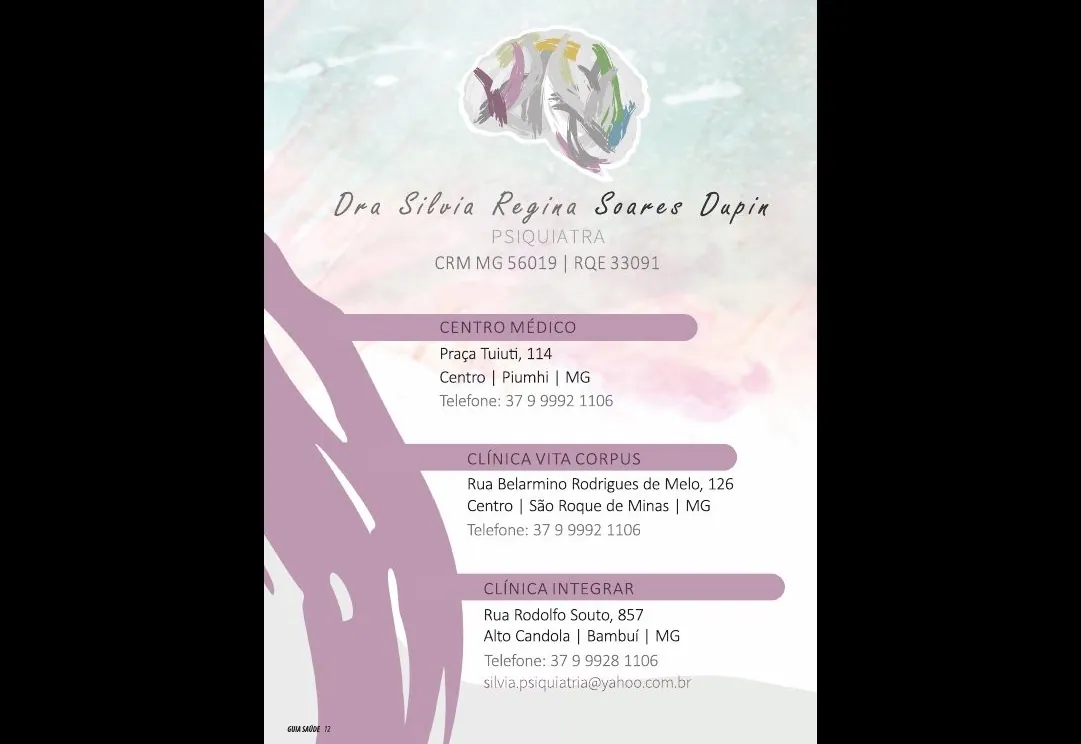 Dra Silvia Regina Soares Dupin
PSIQUIATRA
CRM MG 56019 | RQE 33091
CENTRO MÉDICO
Praça Tuiuti, 114
Centro | Piumhi | MG
Telefone: 37 9 9992 1106
CLÍNICA VITA CORPUS
Rua Belarmino Rodrigues de Melo, 126
Centro | São Roque de Minas | MG
Telefone: 37 9 9992 1106
CLÍNICA INTEGRAR
Rua Rodolfo Souto, 857
Alto Candola | Bambuí | MG
Telefone: 37 9 9928 1106
silvia.psiquiatria@yahoo.com.br
GUIA SAÚDE 12